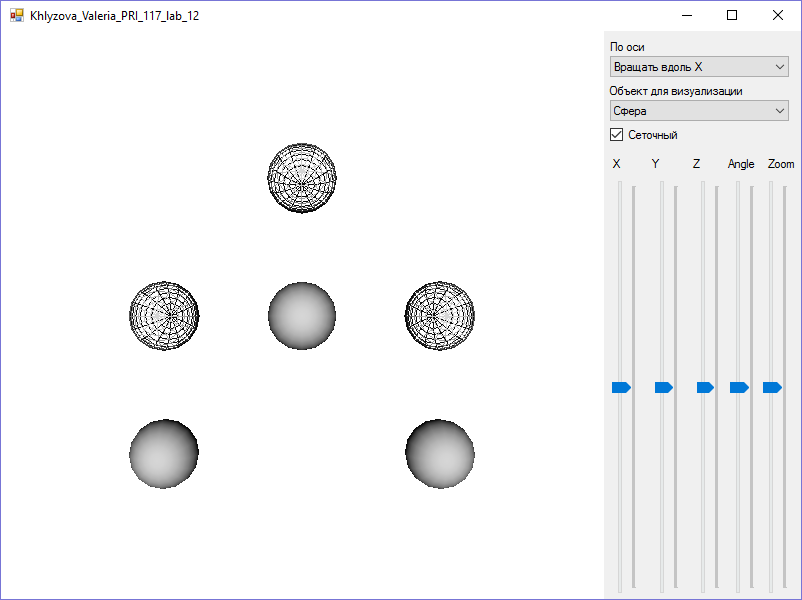 Khlyzova_Valeria_PRI_117_lab_12
По оси
Вращать вдоль X
Объект для визуализации
Сфера
Сеточный
X Y Z Angle Zoom